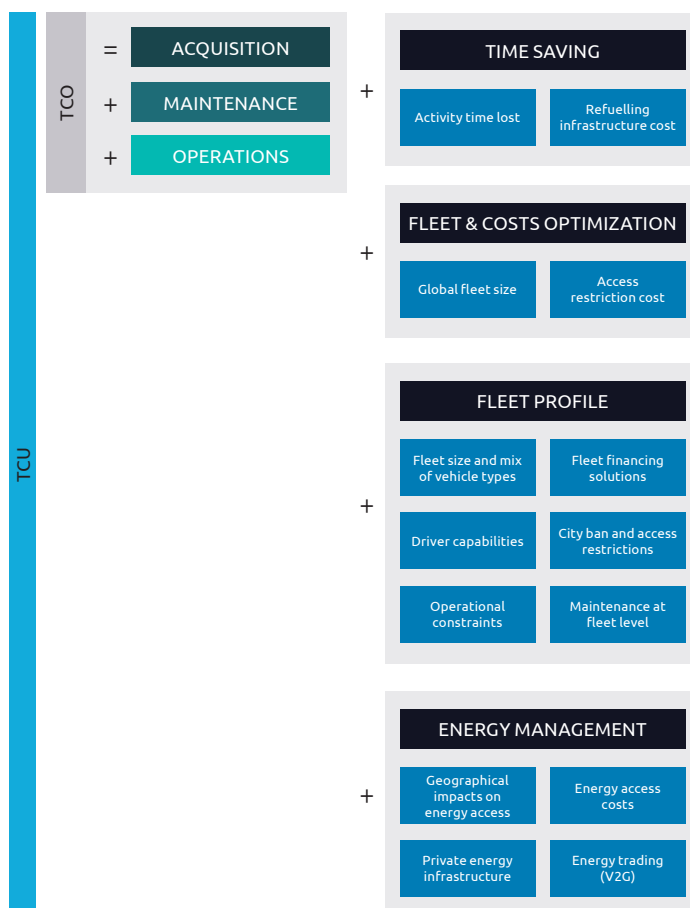 TCU
TCO
=
ACQUISITION
+
MAINTENANCE
+
OPERATIONS
+
TIME SAVING
Activity time lost
Refuelling
infrastructure cost
+
FLEET & COSTS OPTIMIZATION
Global fleet size
Access
restriction cost
+
FLEET PROFILE
Fleet size and mix
of vehicle types
Fleet financing
solutions
Driver capabilities
City ban and access
restrictions
Operational
constraints
Maintenance at
fleet level
+
ENERGY MANAGEMENT
Geographical
impacts on
energy access
Energy access
costs
Private energy
infrastructure
Energy trading
(V2G)